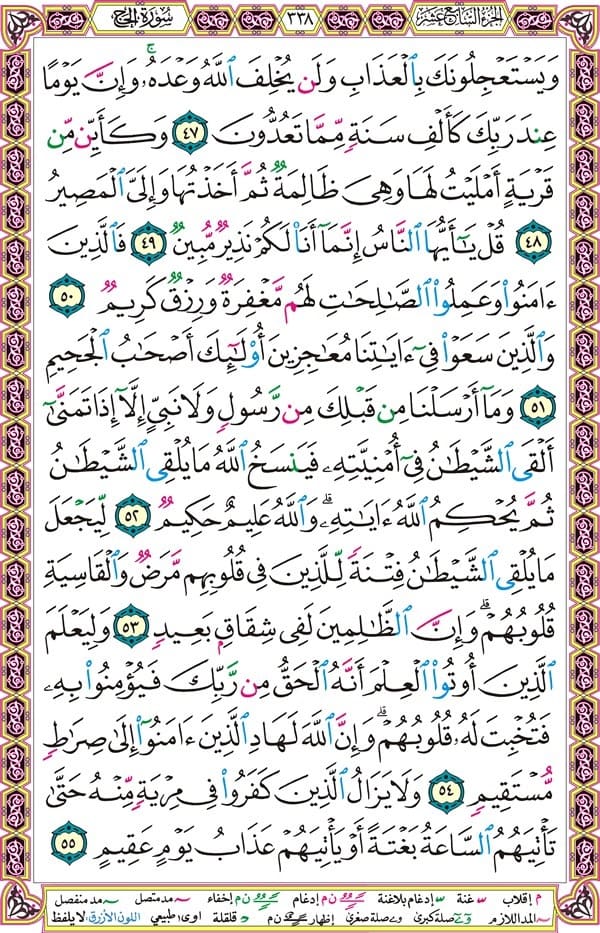 الجزء السابع عشر ٣٣٨ سورة الحج
وَيَسْتَعْجِلُونَكَ بِالْعَذَابِ وَلَن يُخْلِفَ اللَّهُ وَعْدَهُۥ ۚ وَإِنَّ يَوْمًا
عِندَ رَبِّكَ كَأَلْفِ سَنَةٍ مِّمَّا تَعُدُّونَ ٤٧ وَكَأَيِّن مِّن
قَرْيَةٍ أَمْلَيْتُ لَهَا وَهِيَ ظَالِمَةٌ ثُمَّ أَخَذْتُهَا وَإِلَيَّ الْمَصِيرُ
٤٨ قُلْ يَا أَيُّهَا النَّاسُ إِنَّمَا أَنَا لَكُمْ نَذِيرٌ مُّبِينٌ ٤٩ فَالَّذِينَ
ءَامَنُوا وَعَمِلُوا الصَّالِحَاتِ لَهُم مَّغْفِرَةٌ وَرِزْقٌ كَرِيمٌ ٥٠
وَالَّذِينَ سَعَوْا فِي ءَايَاتِنَا مُعَاجِزِينَ أُولَٰئِكَ أَصْحَابُ الْجَحِيمِ
٥١ وَمَا أَرْسَلْنَا مِن قَبْلِكَ مِن رَّسُولٍ وَلَا نَبِيٍّ إِلَّا إِذَا تَمَنَّىٰ
أَلْقَى الشَّيْطَانُ فِي أُمْنِيَّتِهِۦ فَيَنسَخُ اللَّهُ مَا يُلْقِي الشَّيْطَانُ
ثُمَّ يُحْكِمُ اللَّهُ ءَايَاتِهِۦ ۗ وَاللَّهُ عَلِيمٌ حَكِيمٌ ٥٢ لِّيَجْعَلَ
مَا يُلْقِي الشَّيْطَانُ فِتْنَةً لِّلَّذِينَ فِي قُلُوبِهِم مَّرَضٌ وَالْقَاسِيَةِ
قُلُوبُهُمْ ۗ وَإِنَّ الظَّالِمِينَ لَفِي شِقَاقٍ بَعِيدٍ ٥٣ وَلِيَعْلَمَ
الَّذِينَ أُوتُوا الْعِلْمَ أَنَّهُ الْحَقُّ مِن رَّبِّكَ فَيُؤْمِنُوا بِهِۦ
فَتُخْبِتَ لَهُۥ قُلُوبُهُمْ ۗ وَإِنَّ اللَّهَ لَهَادِ الَّذِينَ ءَامَنُوا إِلَىٰ صِرَاطٍ
مُّسْتَقِيمٍ ٥٤ وَلَا يَزَالُ الَّذِينَ كَفَرُوا فِي مِرْيَةٍ مِّنْهُ حَتَّىٰ
تَأْتِيَهُمُ السَّاعَةُ بَغْتَةً أَوْ يَأْتِيَهُمْ عَذَابُ يَوْمٍ عَقِيمٍ ٥٥
م إقلاب غنة إدغام بلاغنة ن م إدغام ن م إخفاء مد متصل مد منفصل
المد اللازم صلة كبرى صلة صغرى إظهار ن م قلقلة اوى؛ طبيعي اللون الأزرق: لا يلفظ